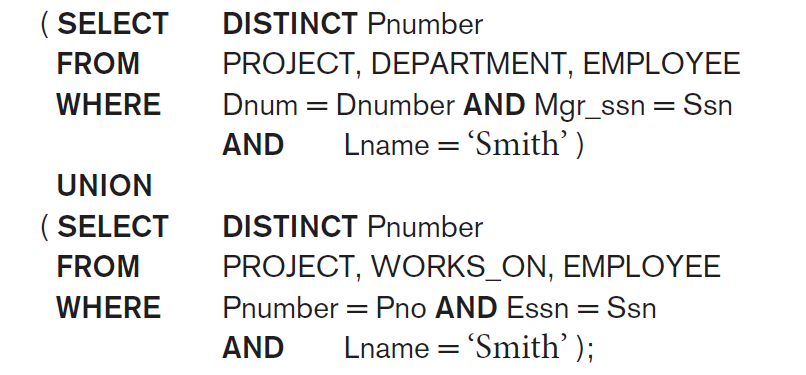 ( SELECT DISTINCT Pnumber
FROM PROJECT, DEPARTMENT, EMPLOYEE
WHERE Dnum = Dnumber AND Mgr_ssn = Ssn
AND Lname = ‘Smith’ )
UNION
( SELECT DISTINCT Pnumber
FROM PROJECT, WORKS_ON, EMPLOYEE
WHERE Pnumber = Pno AND Essn = Ssn
AND Lname = ‘Smith’ );